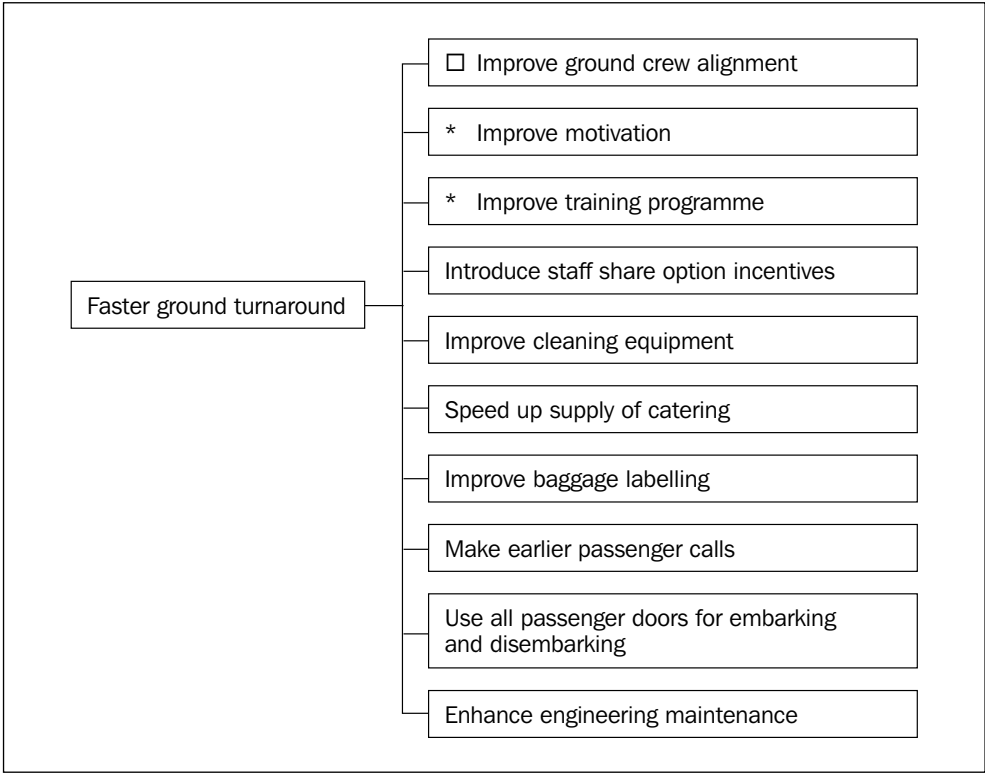 □ Improve ground crew alignment
* Improve motivation
* Improve training programme
Introduce staff share option incentives
Faster ground turnaround
Improve cleaning equipment
Speed up supply of catering
Improve baggage labelling
Make earlier passenger calls
Use all passenger doors for embarking
and disembarking
Enhance engineering maintenance